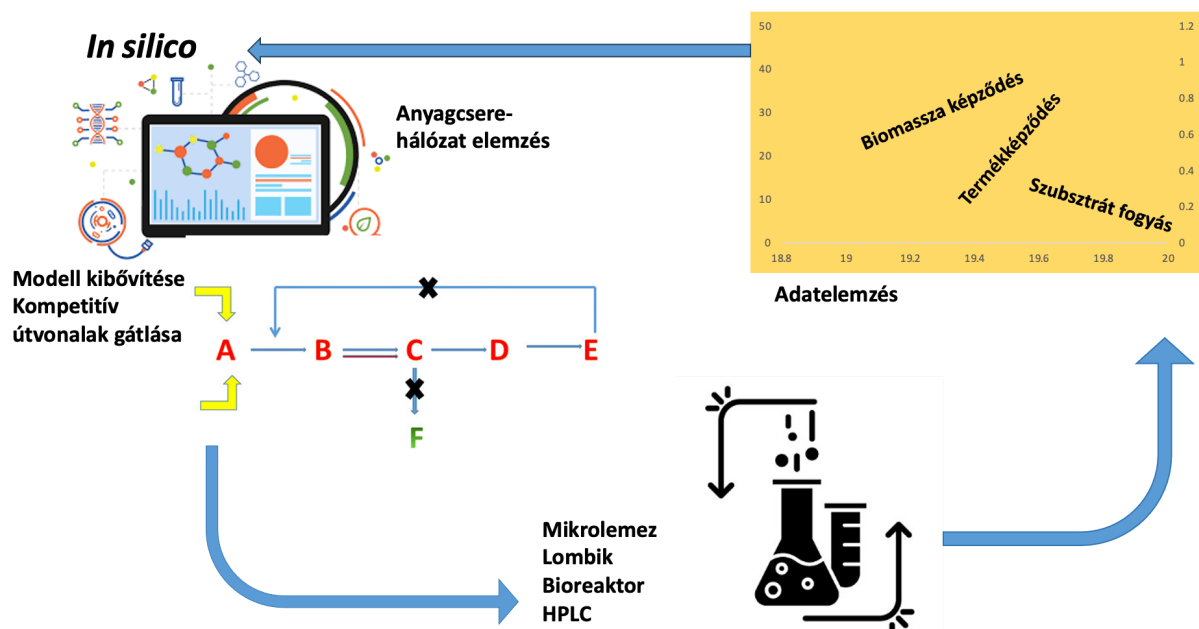 In silico
Anyagcsere-
hálózat elemzés
50
40
30
20
10
0
1.2
1
0.8
0.6
0.4
0.2
0
18.8
19
19.4
19.6
19.8
20
Biomassza képződés
Termékképződés
Szubsztrát fogyás
Adatelemzés
Modell kibővítése
Kompetitív
útvonalak gátlása
A B C D E
F
Mikrolemez
Lombik
Bioreaktor
HPLC